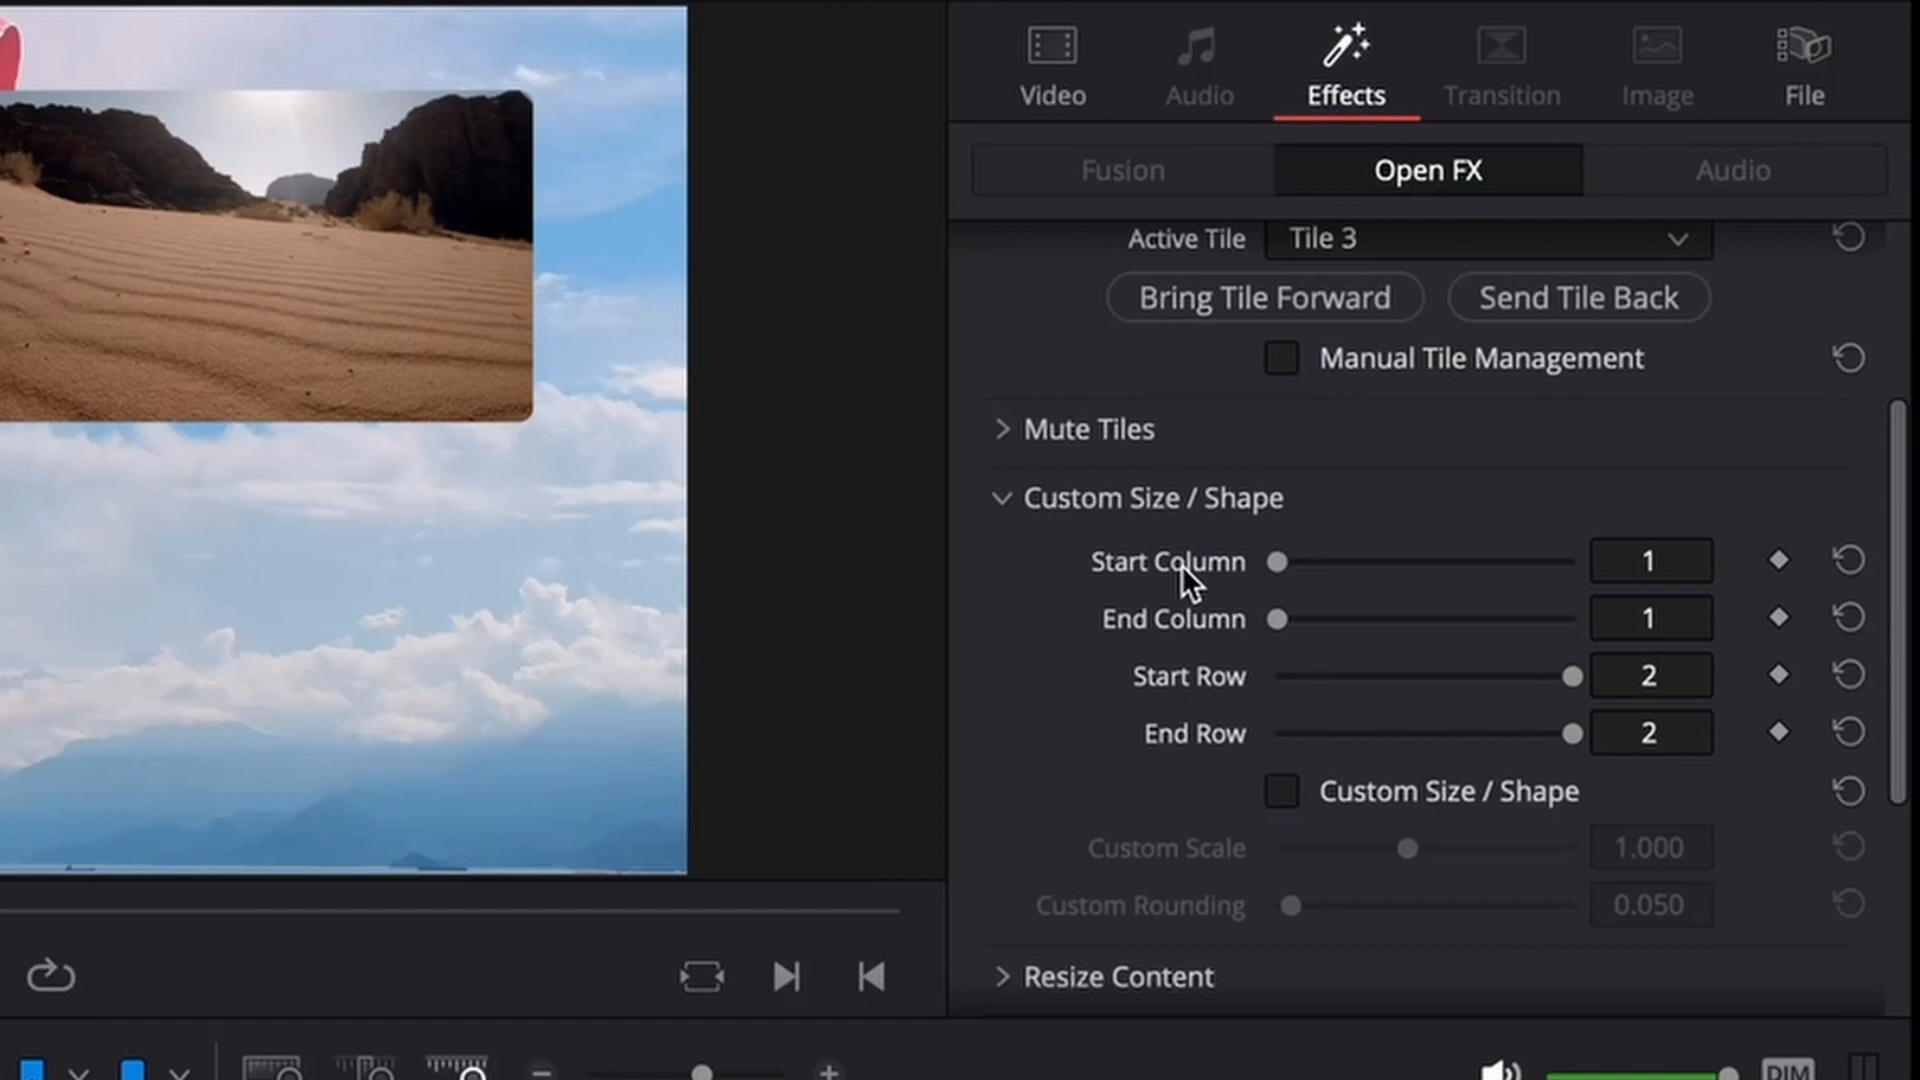 Video Audio Effects Transition Image File
Fusion Open FX Audio
Active Tile Tile 3
Bring Tile Forward Send Tile Back
Manual Tile Management
Mute Tiles
Custom Size / Shape
Start Column 1
End Column 1
Start Row 2
End Row 2
Custom Size / Shape
Custom Scale 1.000
Custom Rounding 0.050
Resize Content
DIM